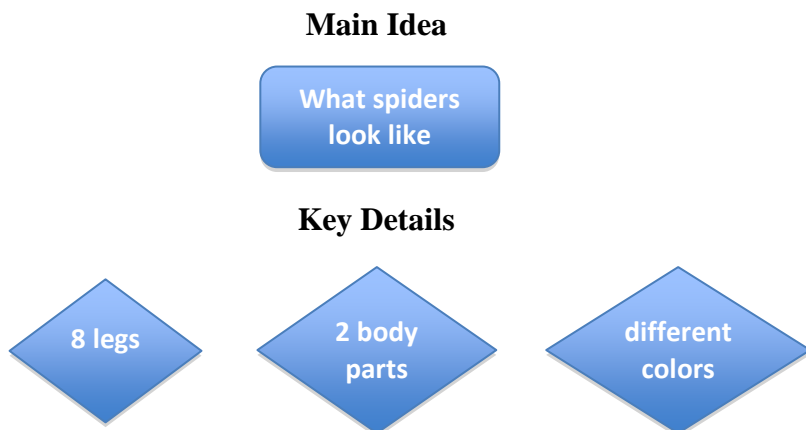 Main Idea
What spiders
look like
Key Details
8 legs
2 body
parts
different
colors